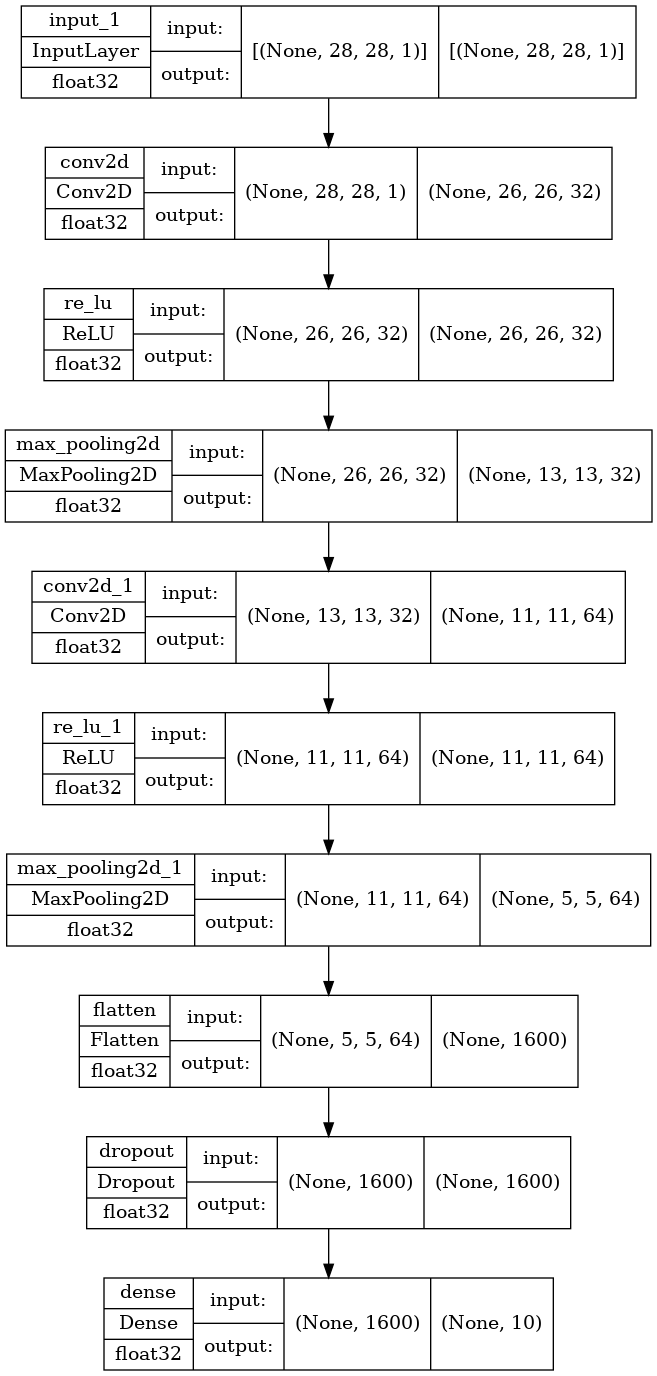 input_1
InputLayer
float32
input:
output:
[(None, 28, 28, 1)]
[(None, 28, 28, 1)]
conv2d
Conv2D
float32
input:
output:
(None, 28, 28, 1)
(None, 26, 26, 32)
re_lu
ReLU
float32
input:
output:
(None, 26, 26, 32)
(None, 26, 26, 32)
max_pooling2d
MaxPooling2D
float32
input:
output:
(None, 26, 26, 32)
(None, 13, 13, 32)
conv2d_1
Conv2D
float32
input:
output:
(None, 13, 13, 32)
(None, 11, 11, 64)
re_lu_1
ReLU
float32
input:
output:
(None, 11, 11, 64)
(None, 11, 11, 64)
max_pooling2d_1
MaxPooling2D
float32
input:
output:
(None, 11, 11, 64)
(None, 5, 5, 64)
flatten
Flatten
float32
input:
output:
(None, 5, 5, 64)
(None, 1600)
dropout
Dropout
float32
input:
output:
(None, 1600)
(None, 1600)
dense
Dense
float32
input:
output:
(None, 1600)
(None, 10)